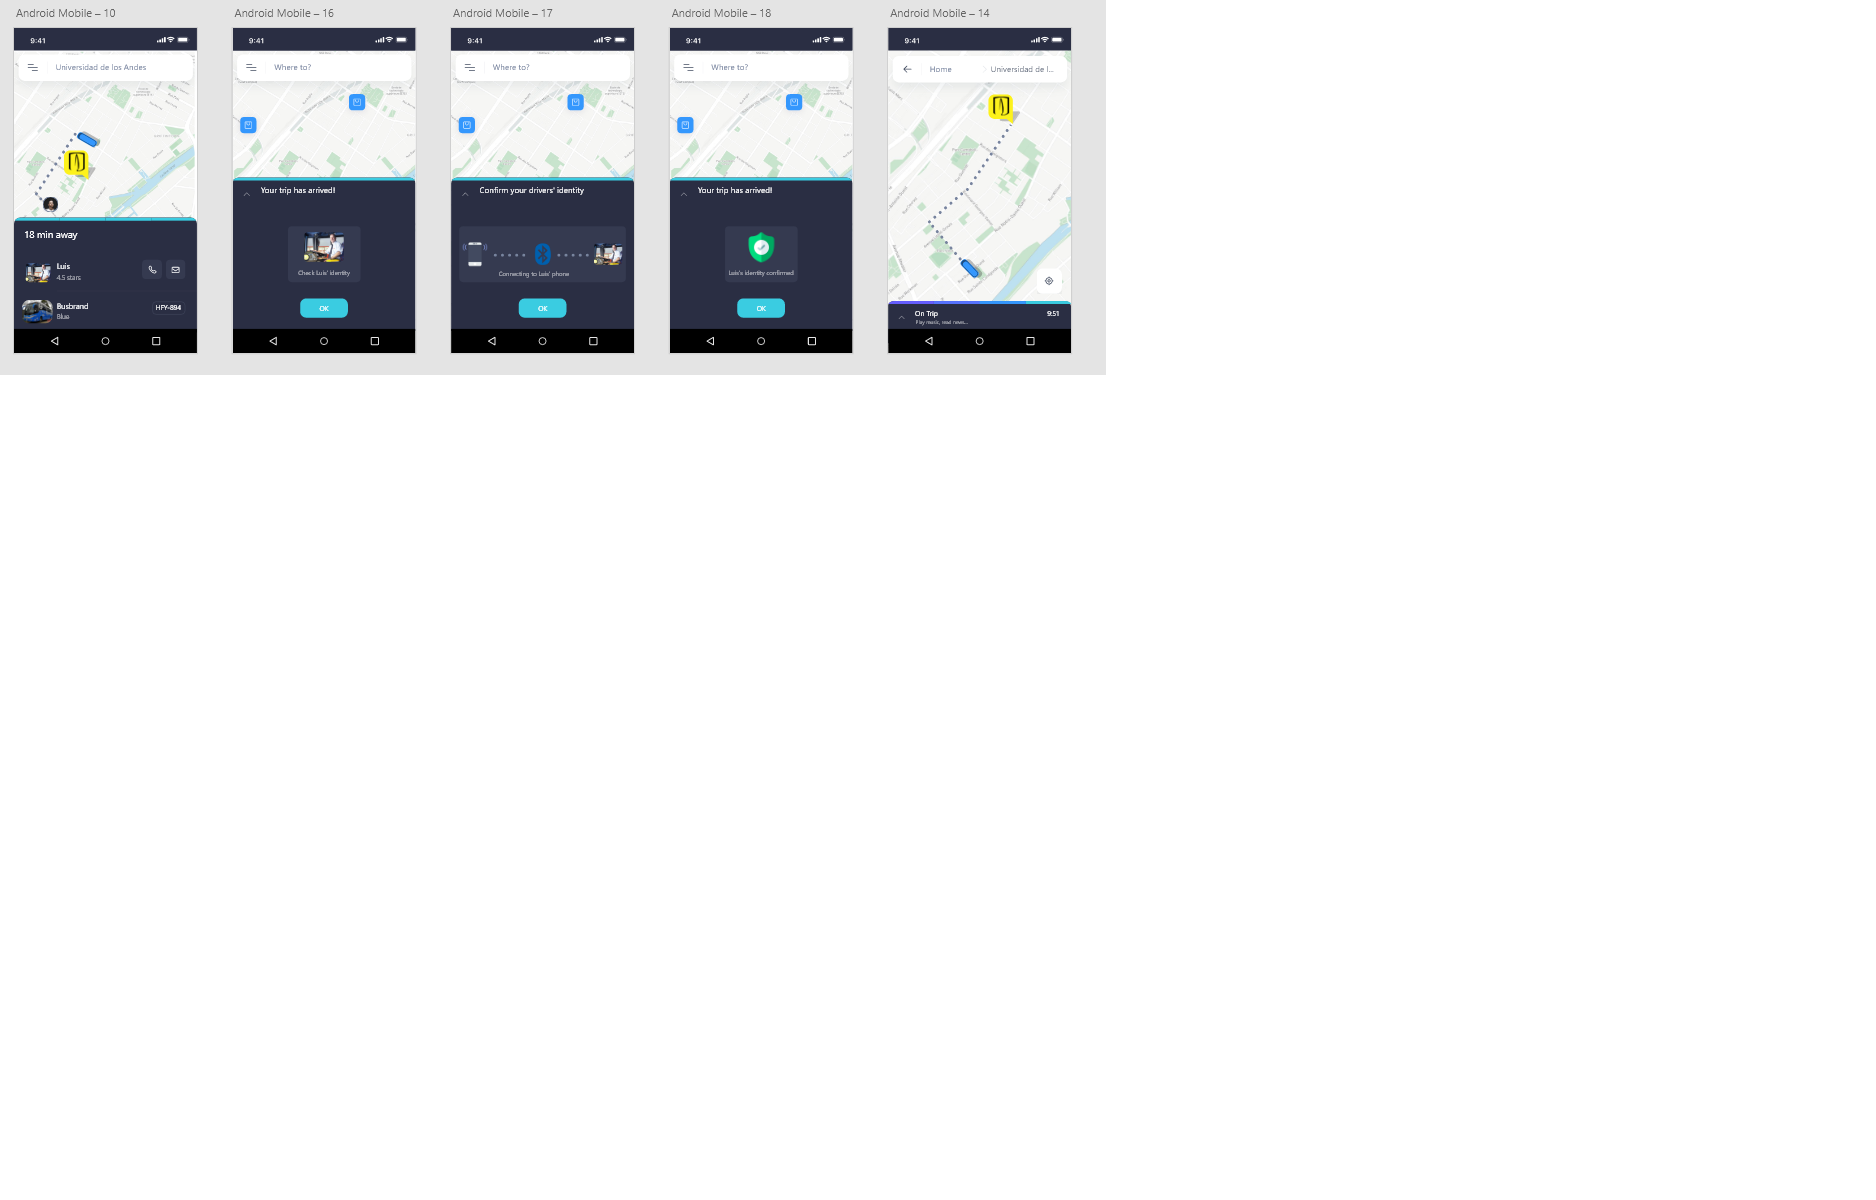 Android Mobile – 10
9:41
Universidad de los Andes
18 min away
Luis
4.5 stars
Busbrand
Blue
HFY-894
Android Mobile – 16
9:41
Where to?
Your trip has arrived!
Check Luis' identity
OK
Android Mobile – 17
9:41
Where to?
Confirm your drivers' identity
Connecting to Luis' phone
OK
Android Mobile – 18
9:41
Where to?
Your trip has arrived!
Luis's identity confirmed
OK
Android Mobile – 14
9:41
Home
Universidad de l...
On Trip
9:51
Play music, read news...